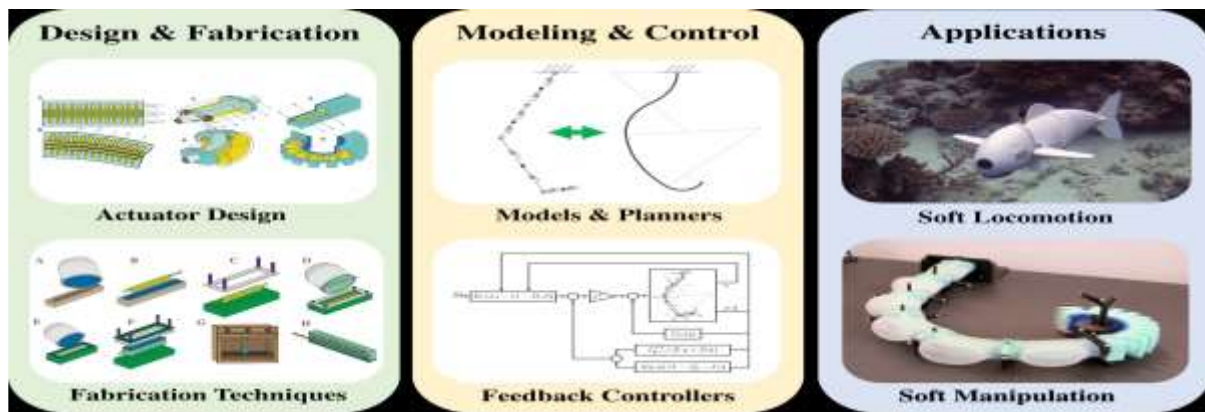 Design & Fabrication
Actuator Design
A B C D
E F G H
Fabrication Techniques
Modeling & Control
Models & Planners
Feedback Controllers
Applications
Soft Locomotion
Soft Manipulation